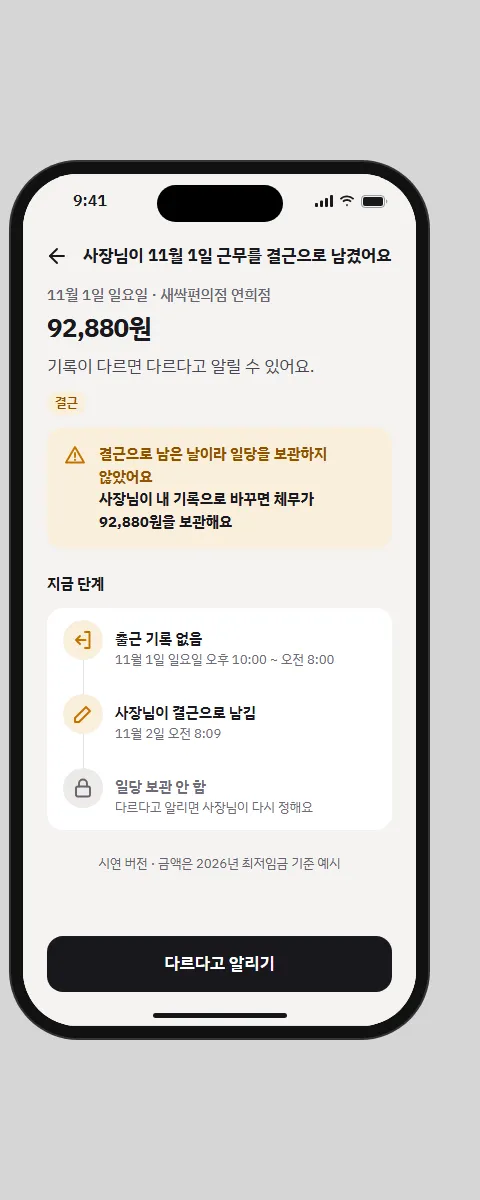 9:41
사장님이 11월 1일 근무를 결근으로 남겼어요
11월 1일 일요일 · 새싹편의점 연희점
92,880원
기록이 다르면 다르다고 알릴 수 있어요.
결근
결근으로 남은 날이라 일당을 보관하지
않았어요
사장님이 내 기록으로 바꾸면 체무가
92,880원을 보관해요
지금 단계
출근 기록 없음
11월 1일 일요일 오후 10:00 ~ 오전 8:00
사장님이 결근으로 남김
11월 2일 오전 8:09
일당 보관 안 함
다르다고 알리면 사장님이 다시 정해요
시연 버전 · 금액은 2026년 최저임금 기준 예시
다르다고 알리기